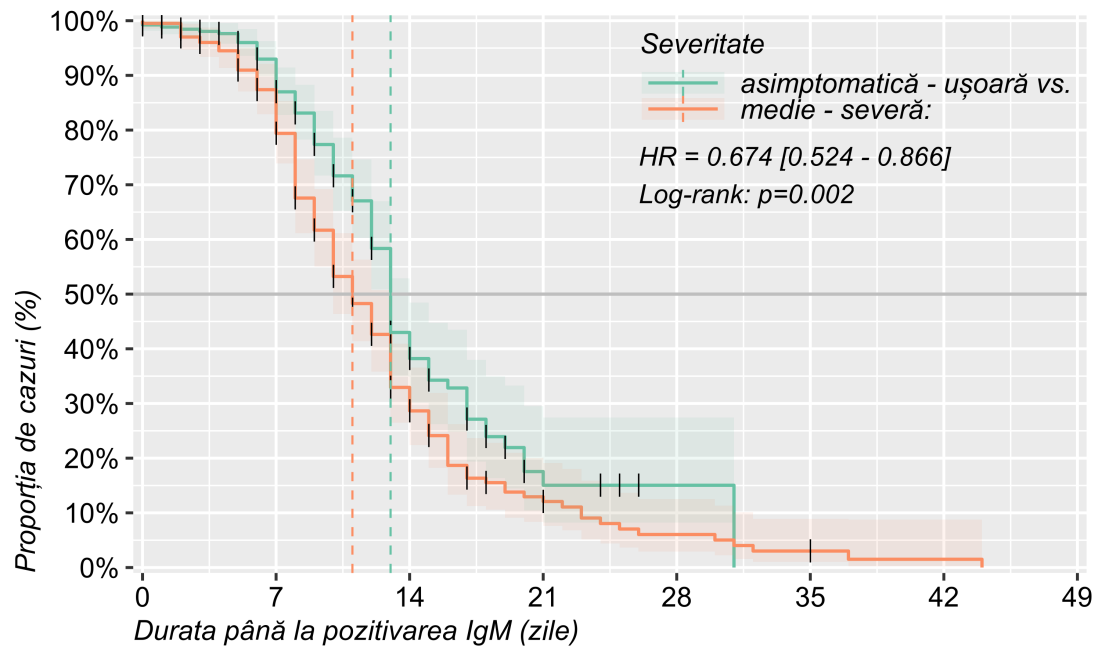 Severitate
asimptomatică - ușoară vs.
medie - severă:
HR = 0.674 [0.524 - 0.866]
Log-rank: p=0.002
Proporția de cazuri (%)
100%
90%
80%
70%
60%
50%
40%
30%
20%
10%
0%
0 7 14 21 28 35 42 49
Durata până la pozitivarea IgM (zile)